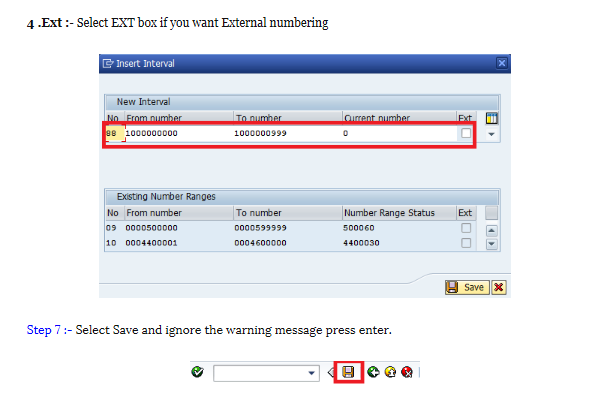 4 .Ext :- Select EXT box if you want External numbering
Insert Interval
New Interval
No From number To number Current number Ext
88 1000000000 1000000999 0
Existing Number Ranges
No From number To number Number Range Status Ext
09 0000500000 0000599999 500060
10 0004400001 0004600000 4400030
Save
Step 7 :- Select Save and ignore the warning message press enter.